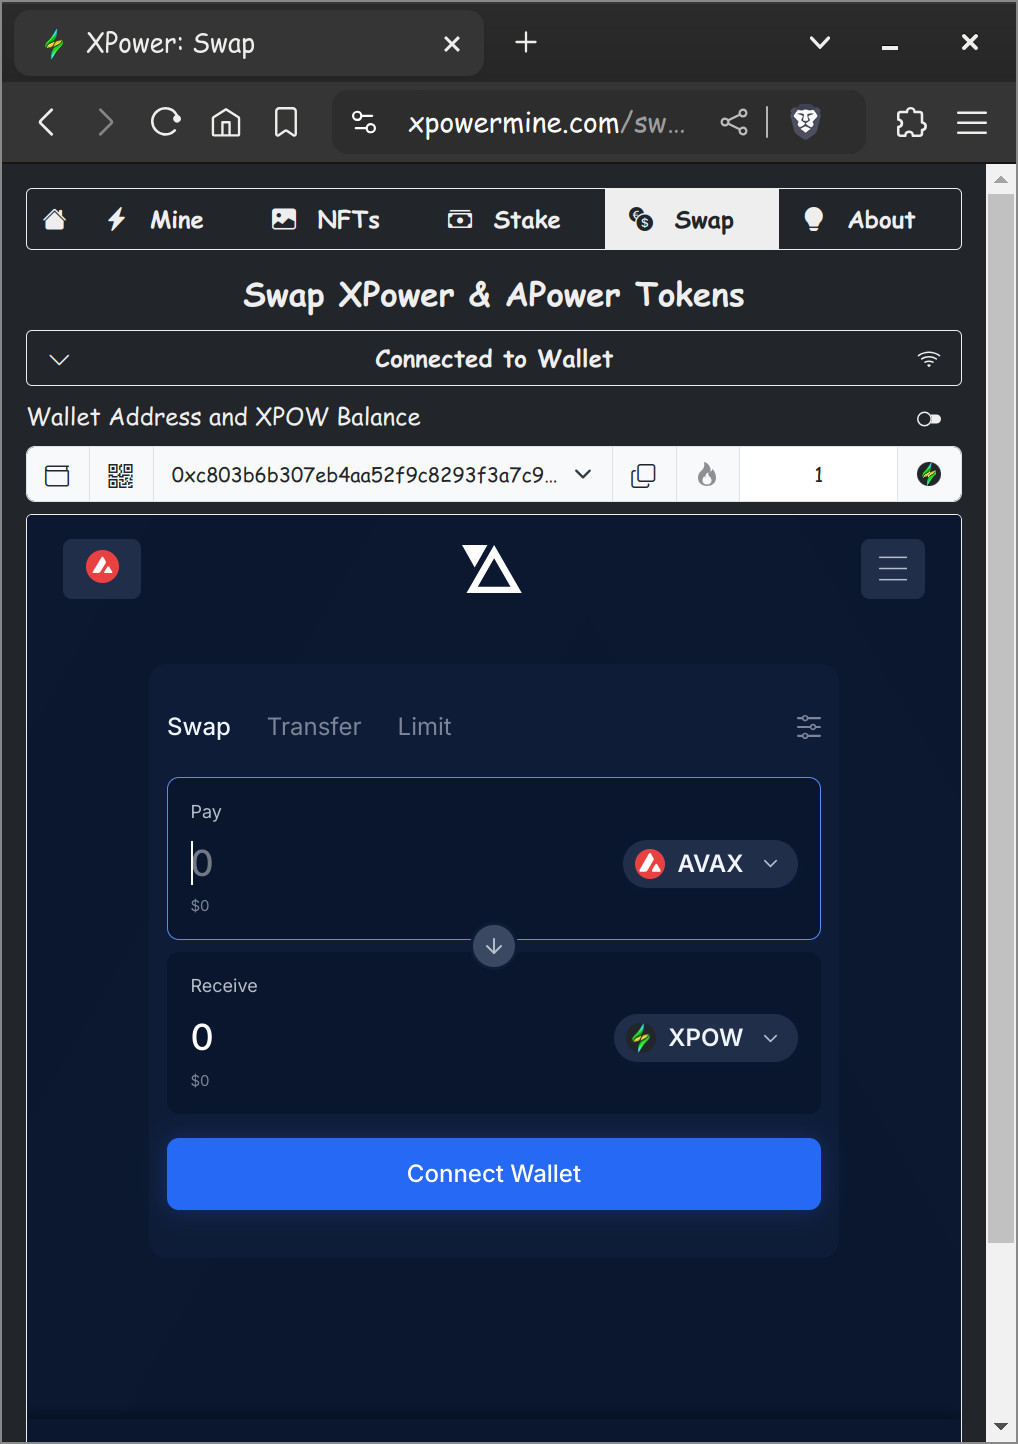 XPower: Swap
xpowermine.com/sw...
Mine NFTs Stake Swap About
Swap XPower & APower Tokens
Connected to Wallet
Wallet Address and XPOW Balance
0xc803b6b307eb4aa52f9c8293f3a7c9... 1
Swap Transfer Limit
Pay
0 AVAX
$0
Receive
0 XPOW
$0
Connect Wallet